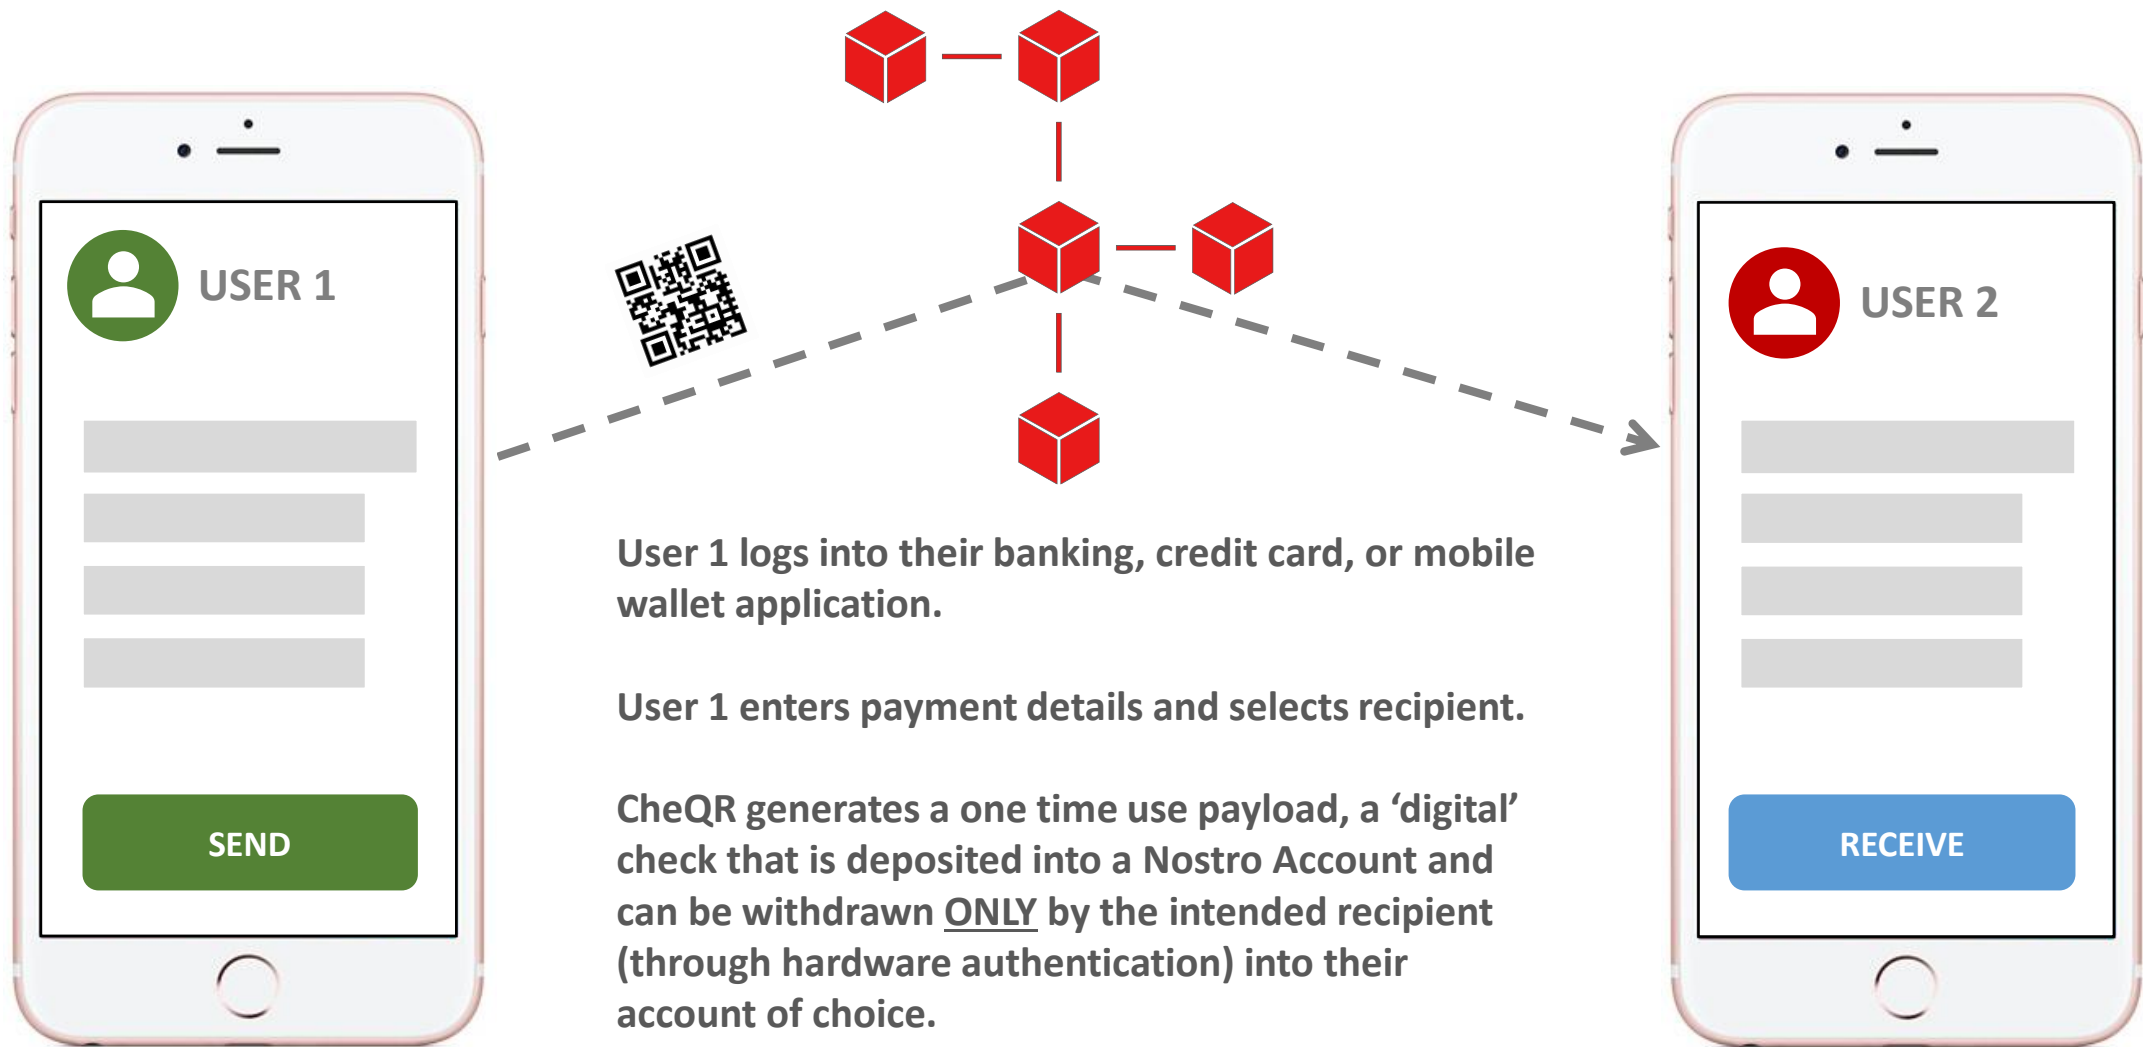 USER 1
SEND
User 1 logs into their banking, credit card, or mobile
wallet application.
User 1 enters payment details and selects recipient.
CheQR generates a one time use payload, a ‘digital’
check that is deposited into a Nostro Account and
can be withdrawn ONLY by the intended recipient
(through hardware authentication) into their
account of choice.
USER 2
RECEIVE